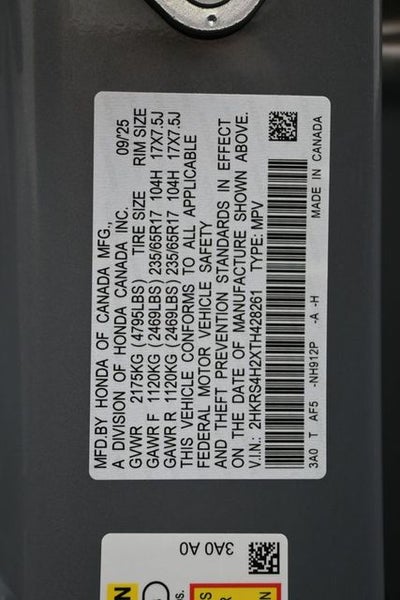 MFD.BY HONDA OF CANADA MFG.,
A DIVISION OF HONDA CANADA INC. 09/'25
GVWR 2175KG (4795LBS) TIRE SIZE RIM SIZE
GAWR F 1120KG (2469LBS) 235/65R17 104H 17X7.5J
GAWR R 1120KG (2469LBS) 235/65R17 104H 17X7.5J
THIS VEHICLE CONFORMS TO ALL APPLICABLE
FEDERAL MOTOR VEHICLE SAFETY
AND THEFT PREVENTION STANDARDS IN EFFECT
ON THE DATE OF MANUFACTURE SHOWN ABOVE.
V.I.N.: 2HKRS4H2XTH428261 TYPE: MPV
3A0 T AF5 -NH912P -A -H MADE IN CANADA
3A0 A0